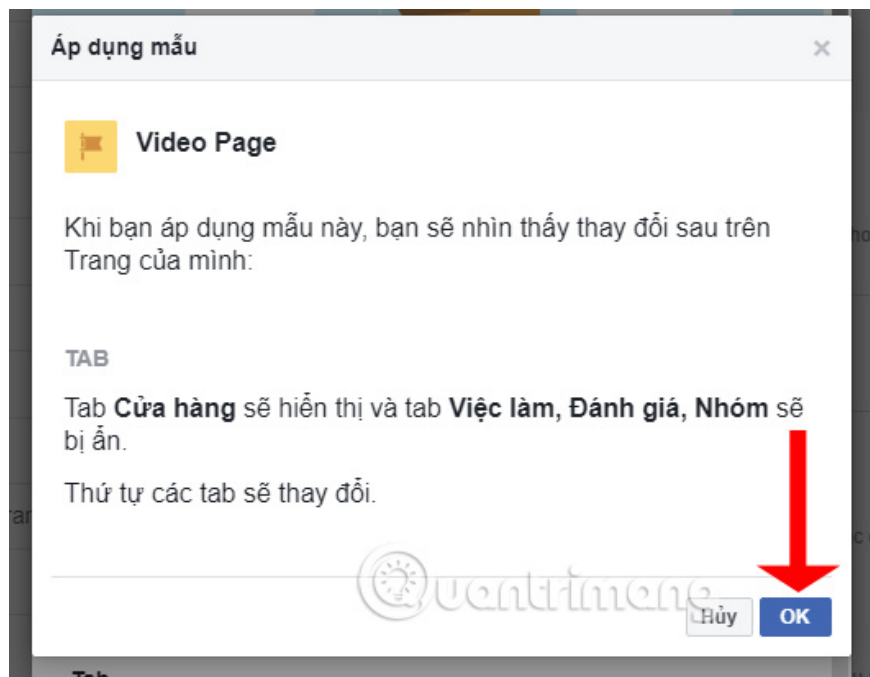 Áp dụng mẫu
Video Page
Khi bạn áp dụng mẫu này, bạn sẽ nhìn thấy thay đổi sau trên
Trang của mình:
TAB
Tab Cửa hàng sẽ hiển thị và tab Việc làm, Đánh giá, Nhóm sẽ
bị ẩn.
Thứ tự các tab sẽ thay đổi.
Quantrimang
Hủy
OK
Tab